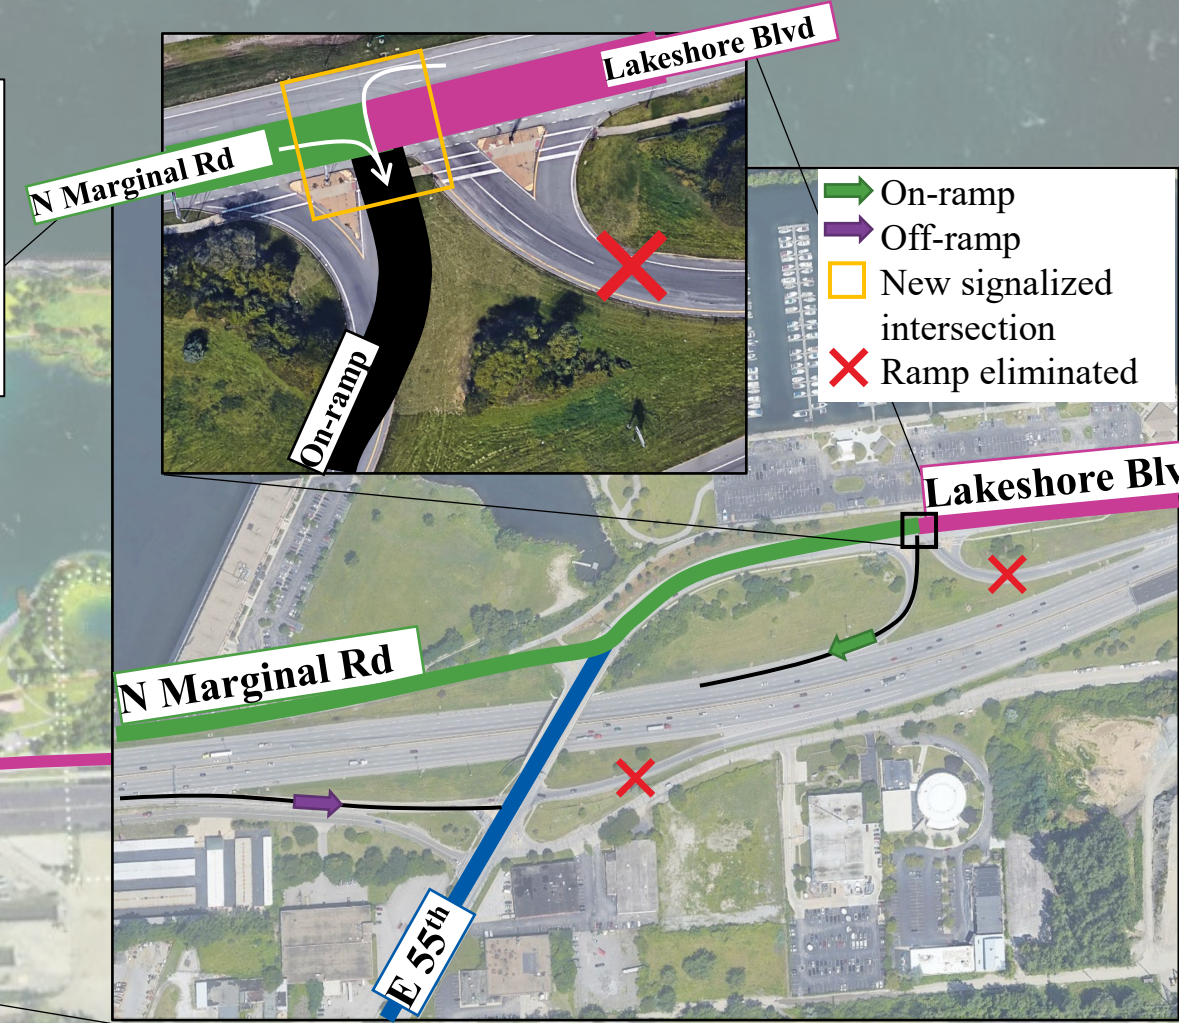 Lakeshore Blvd
N Marginal Rd
On-ramp
On-ramp
Off-ramp
New signalized
intersection
Ramp eliminated
Lakeshore Blv
N Marginal Rd
E 55th